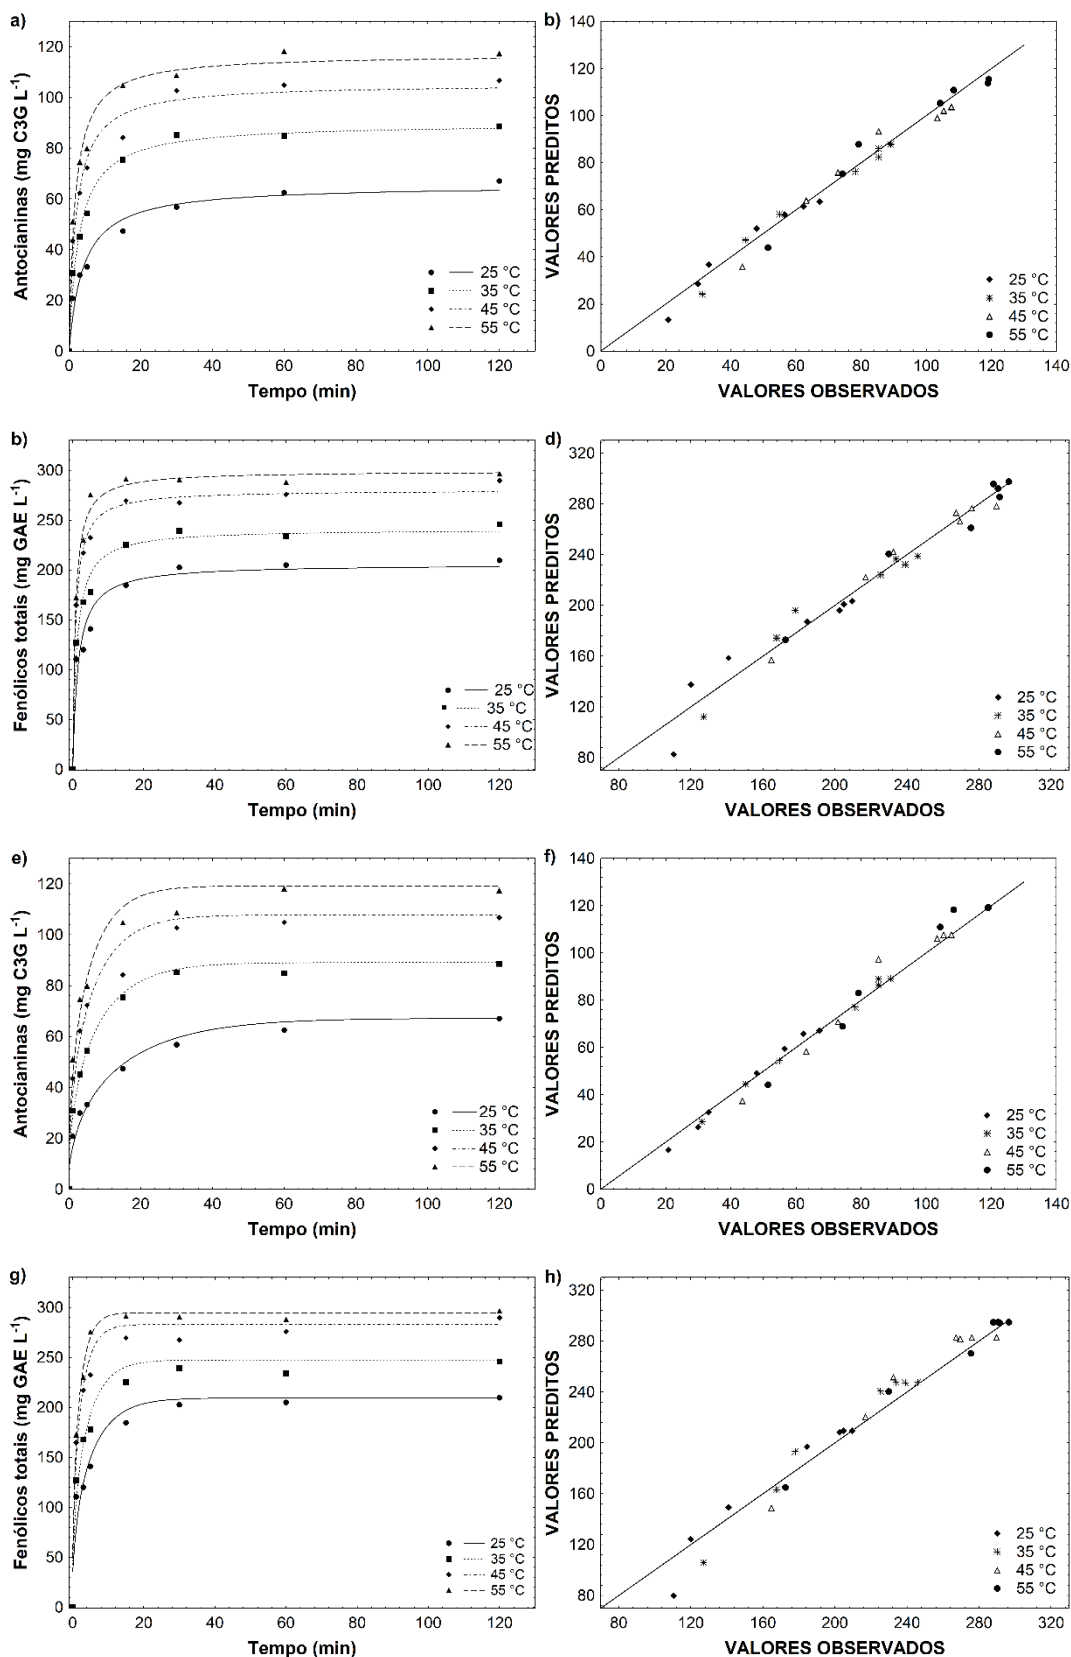 a)
Antocianinas (mg C3G L⁻¹)
120
100
80
60
40
20
0
0 20 40 60 80 100 120
Tempo (min)
25 °C
35 °C
45 °C
55 °C
b)
VALORES PREDITOS
140
120
100
80
60
40
20
0
0 20 40 60 80 100 120 140
VALORES OBSERVADOS
25 °C
35 °C
45 °C
55 °C
b)
Fenólicos totais (mg GAE L⁻¹)
300
250
200
150
100
50
0
0 20 40 60 80 100 120
Tempo (min)
25 °C
35 °C
45 °C
55 °C
d)
VALORES PREDITOS
320
280
240
200
160
120
80
80 120 160 200 240 280 320
VALORES OBSERVADOS
25 °C
35 °C
45 °C
55 °C
e)
Antocianinas (mg C3G L⁻¹)
120
100
80
60
40
20
0
0 20 40 60 80 100 120
Tempo (min)
25 °C
35 °C
45 °C
55 °C
f)
VALORES PREDITOS
140
120
100
80
60
40
20
0
0 20 40 60 80 100 120 140
VALORES OBSERVADOS
25 °C
35 °C
45 °C
55 °C
g)
Fenólicos totais (mg GAE L⁻¹)
300
250
200
150
100
50
0
0 20 40 60 80 100 120
Tempo (min)
25 °C
35 °C
45 °C
55 °C
h)
VALORES PREDITOS
320
280
240
200
160
120
80
80 120 160 200 240 280 320
VALORES OBSERVADOS
25 °C
35 °C
45 °C
55 °C